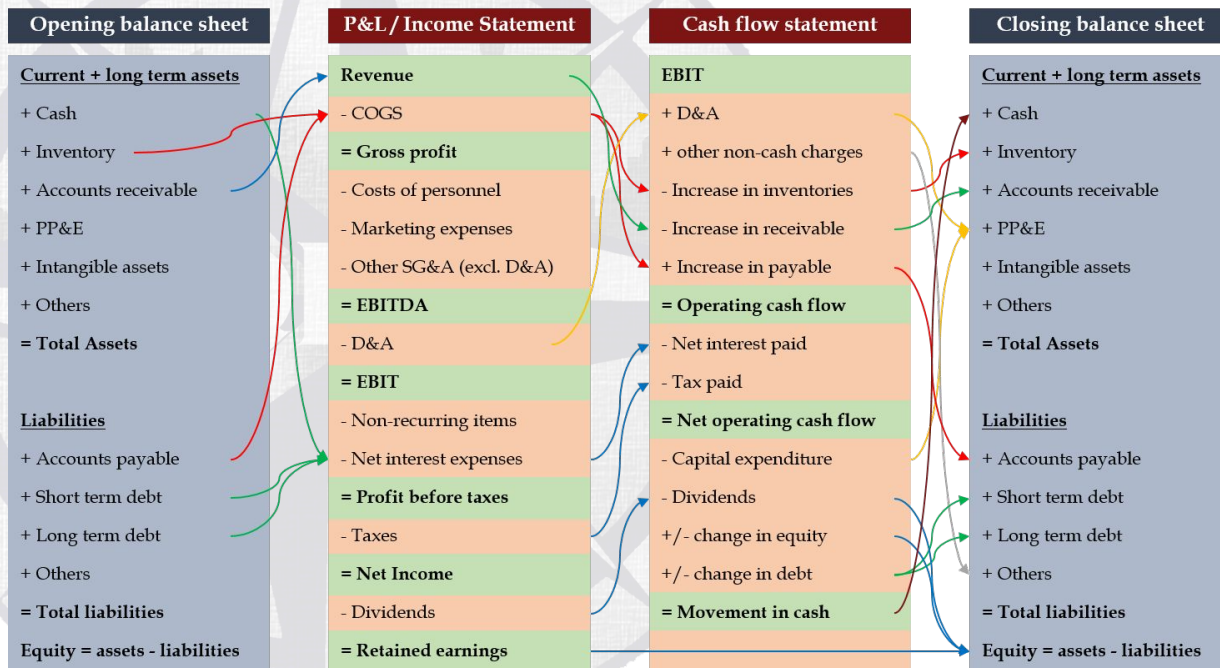 Opening balance sheet
Current + long term assets
+ Cash
+ Inventory
+ Accounts receivable
+ PP&E
+ Intangible assets
+ Others
= Total Assets
Liabilities
+ Accounts payable
+ Short term debt
+ Long term debt
+ Others
= Total liabilities
Equity = assets - liabilities
P&L / Income Statement
Revenue
- COGS
= Gross profit
- Costs of personnel
- Marketing expenses
- Other SG&A (excl. D&A)
= EBITDA
- D&A
= EBIT
- Non-recurring items
- Net interest expenses
= Profit before taxes
- Taxes
= Net Income
- Dividends
= Retained earnings
Cash flow statement
EBIT
+ D&A
+ other non-cash charges
- Increase in inventories
- Increase in receivable
+ Increase in payable
= Operating cash flow
- Net interest paid
- Tax paid
= Net operating cash flow
- Capital expenditure
- Dividends
+/- change in equity
+/- change in debt
= Movement in cash
Closing balance sheet
Current + long term assets
+ Cash
+ Inventory
+ Accounts receivable
+ PP&E
+ Intangible assets
+ Others
= Total Assets
Liabilities
+ Accounts payable
+ Short term debt
+ Long term debt
+ Others
= Total liabilities
Equity = assets - liabilities